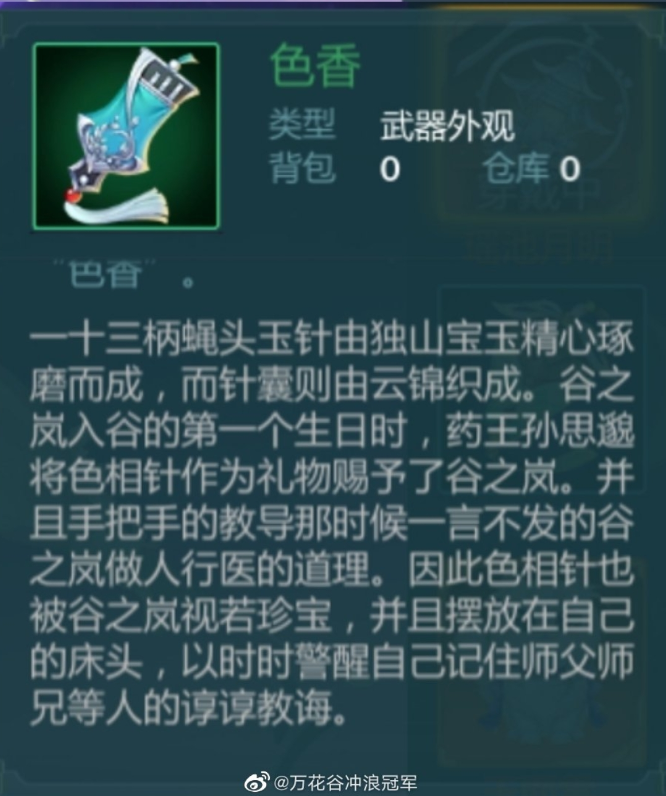 色香
类型 武器外观
背包 0 仓库 0
穿戴中
“色香”。
一十三柄蝇头玉针由独山宝玉精心琢
磨而成，而针囊则由云锦织成。谷之
岚入谷的第一个生日时，药王孙思邈
将色相针作为礼物赐予了谷之岚。并
且手把手的教导那时候一言不发的谷
之岚做人行医的道理。因此色相针也
被谷之岚视若珍宝，并且摆放在自己
的床头，以时时警醒自己记住师父师
兄等人的谆谆教诲。
@万花谷冲浪冠军